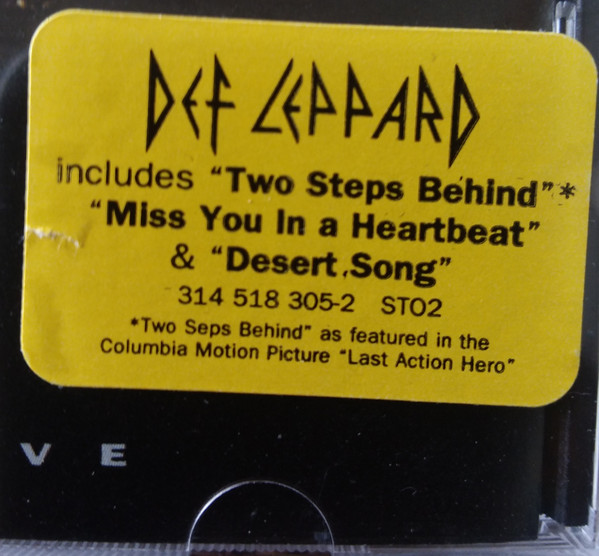 DEF LEPPARD
includes “Two Steps Behind”*
“Miss You In a Heartbeat”
& “Desert Song”
314 518 305-2 ST02
*“Two Seps Behind” as featured in the
Columbia Motion Picture “Last Action Hero”
V E